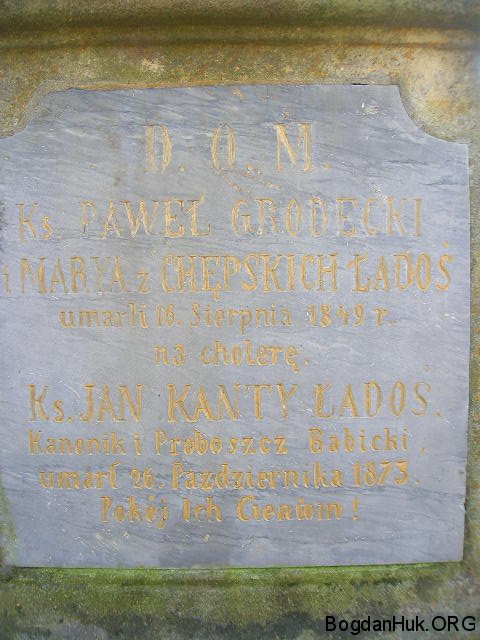 D. O. M.
Ks. PAWEŁ GRODECKI
i MARYA z CHĘPSKICH ŁADOŚ
umarli 16. Sierpnia 1849 r.
na cholerę.
Ks. JAN KANTY ŁADOŚ.
Kanonik i Proboszcz Babicki.
umarł 26. Października 1873.
Pokój Ich Cieniom!
BogdanHuk.ORG